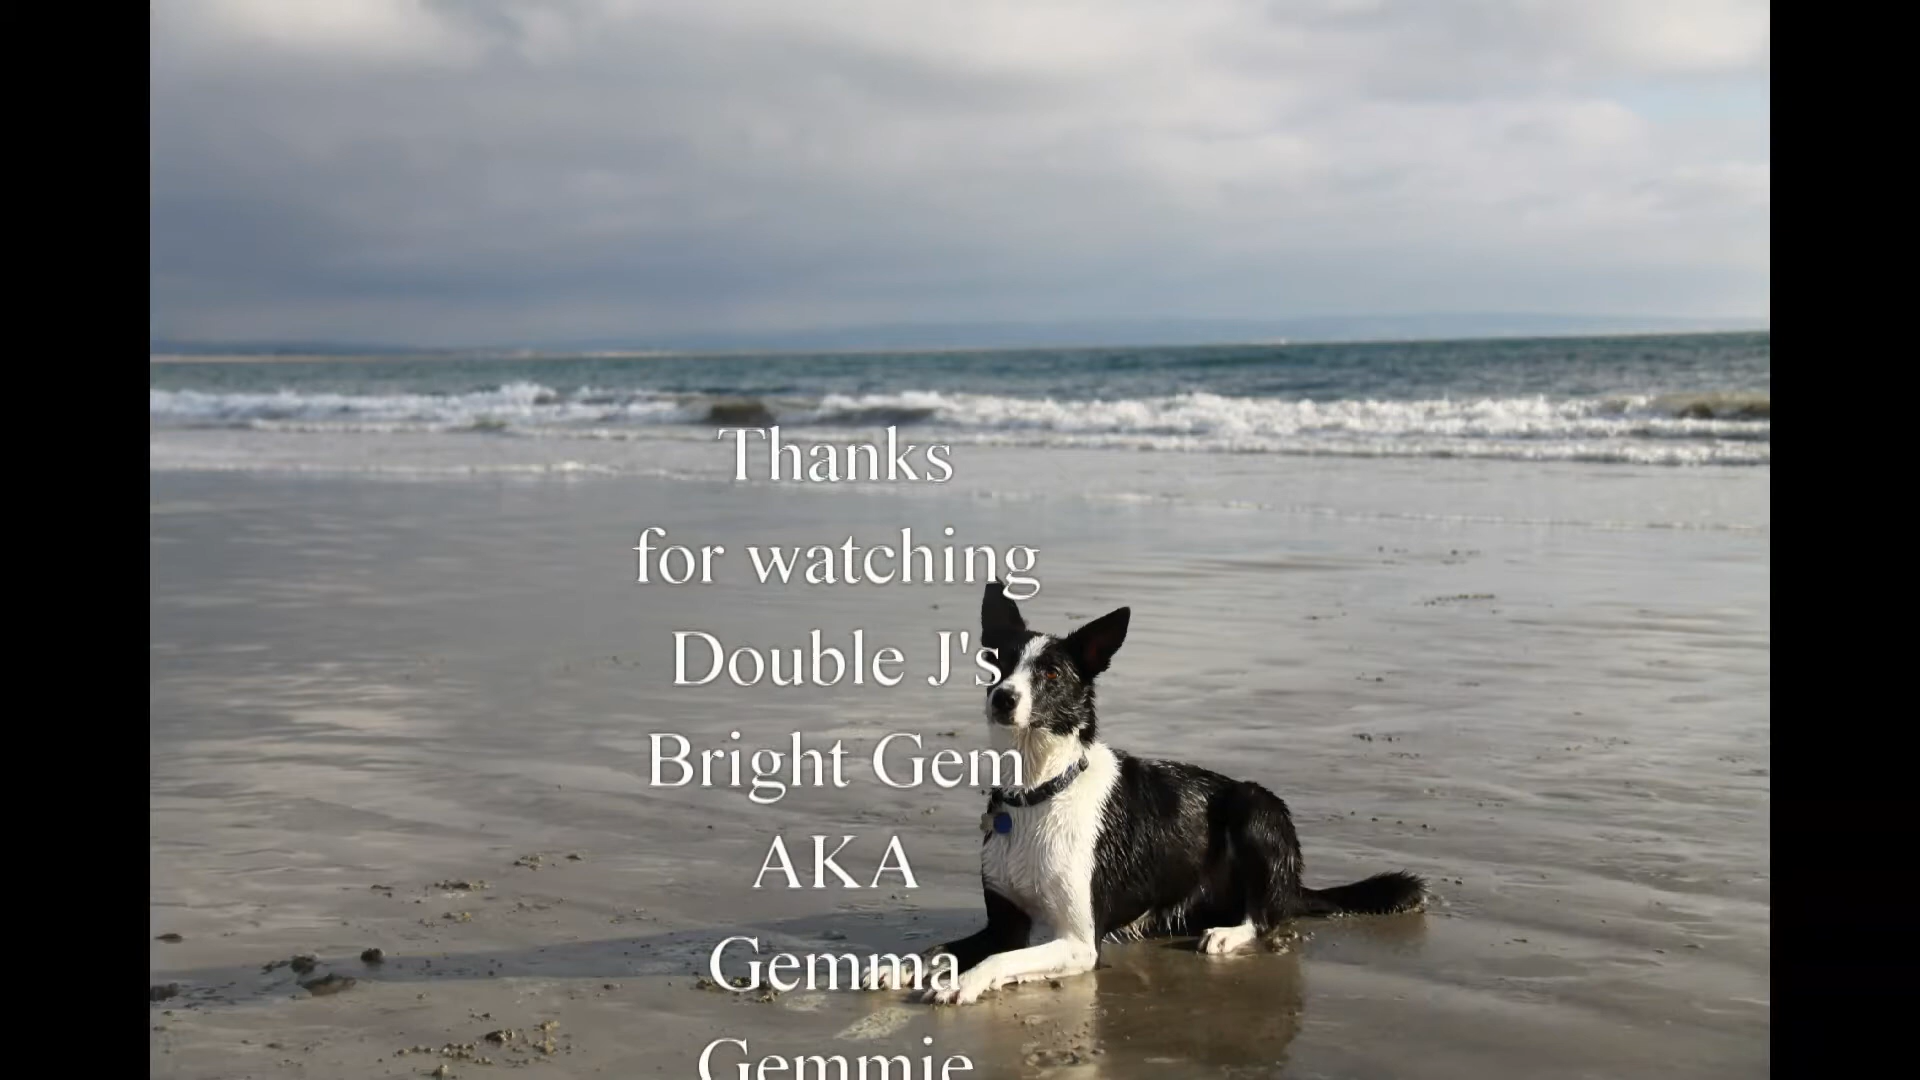 Thanks
for watching
Double J's
Bright Gem
AKA
Gemma
Gemmie